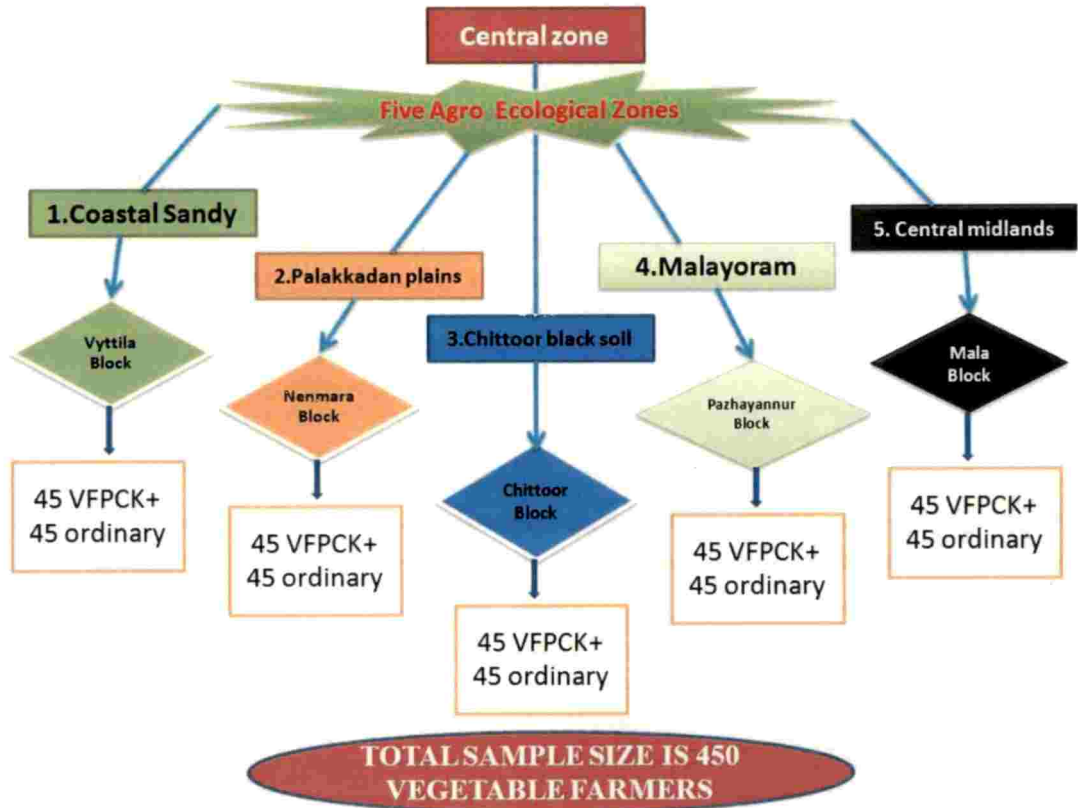 Central zone
Five Agro Ecological Zones
1.Coastal Sandy
2.Palakkadan plains
3.Chittoor black soil
4.Malayoram
5. Central midlands
Vyttila
Block
Nenmara
Block
Chittoor
Block
Pazhayannur
Block
Mala
Block
45 VFPCK+
45 ordinary
45 VFPCK+
45 ordinary
45 VFPCK+
45 ordinary
45 VFPCK+
45 ordinary
45 VFPCK+
45 ordinary
TOTAL SAMPLE SIZE IS 450
VEGETABLE FARMERS